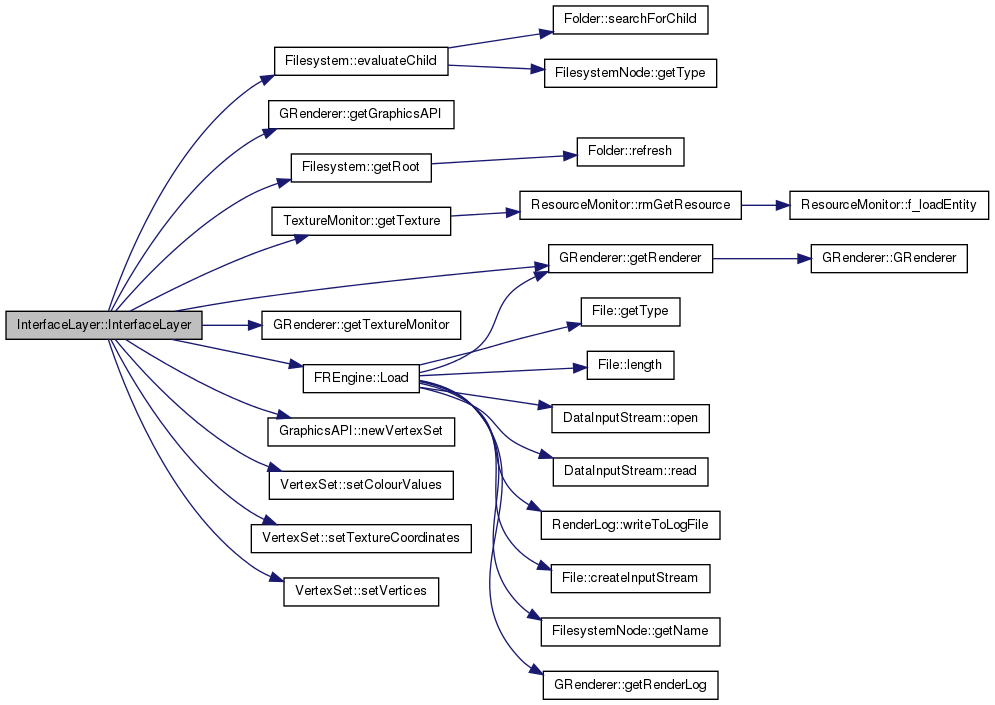 Folder::searchForChild
Filesystem::evaluateChild
FilesystemNode::getType
GRenderer::getGraphicsAPI
Folder::refresh
Filesystem::getRoot
ResourceMonitor::rmGetResource
ResourceMonitor::f_loadEntity
TextureMonitor::getTexture
GRenderer::getRenderer
GRenderer::GRenderer
File::getType
InterfaceLayer::InterfaceLayer
GRenderer::getTextureMonitor
File::length
FREngine::Load
DataInputStream::open
GraphicsAPI::newVertexSet
DataInputStream::read
VertexSet::setColourValues
RenderLog::writeToLogFile
VertexSet::setTextureCoordinates
File::createInputStream
VertexSet::setVertices
FilesystemNode::getName
GRenderer::getRenderLog